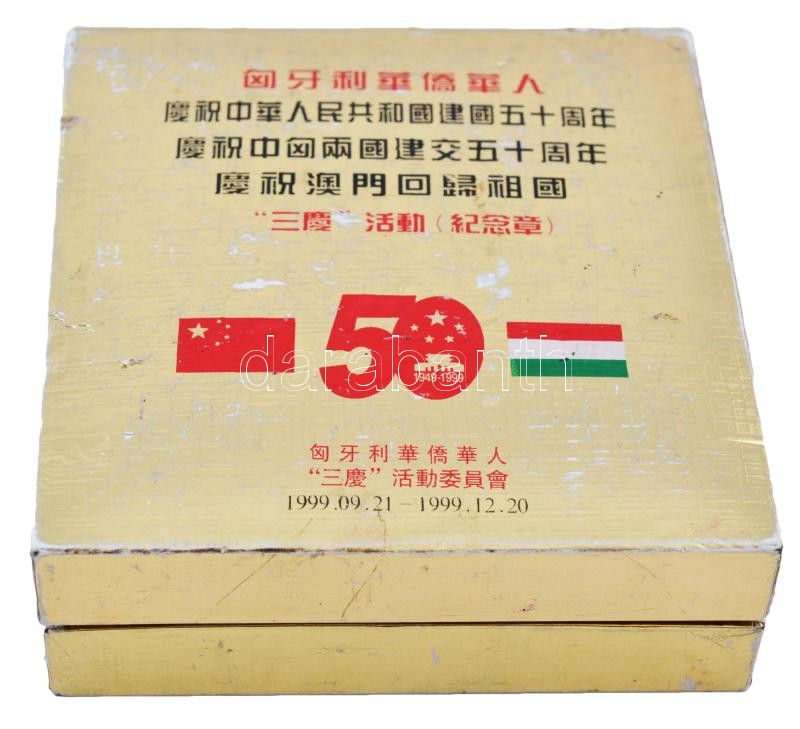 匈牙利華僑華人
慶祝中華人民共和國建國五十周年
慶祝中匈兩國建交五十周年
慶祝澳門回歸祖國
“三慶”活動(紀念章)
50
1949-1999
darabanth
匈牙利華僑華人
“三慶”活動委員會
1999.09.21-1999.12.20